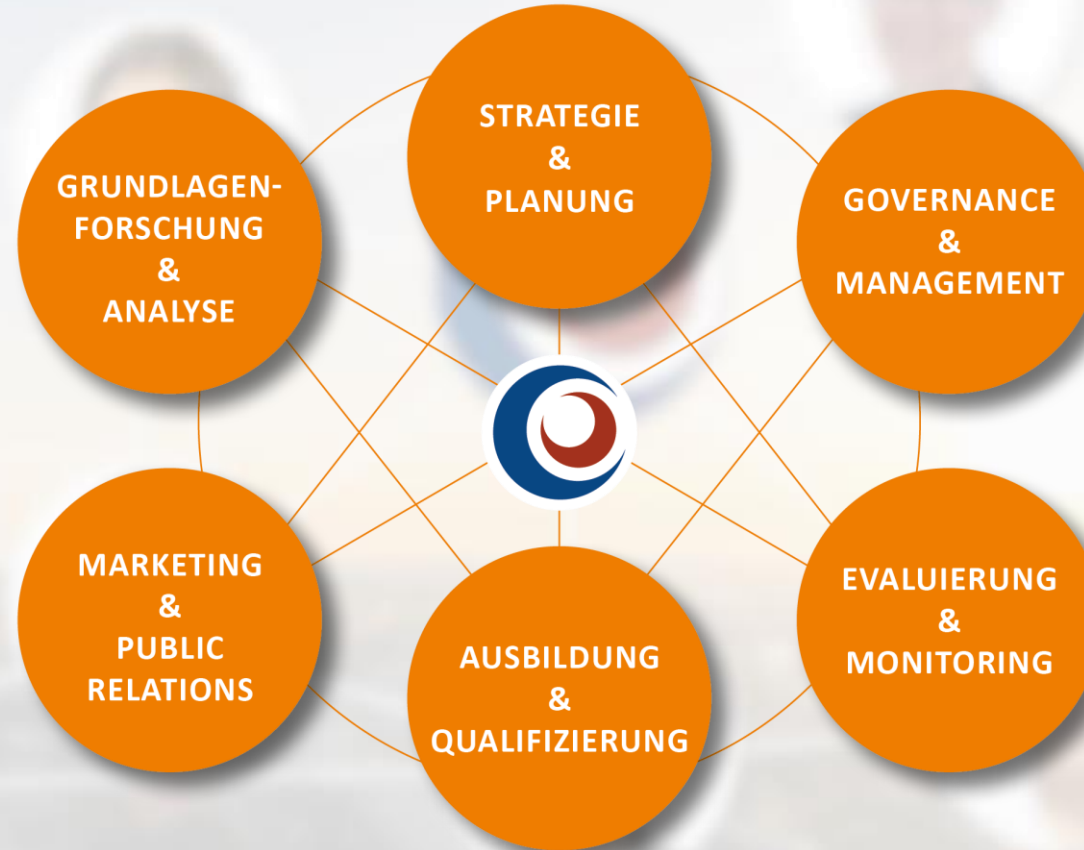 STRATEGIE
&
PLANUNG
GRUNDLAGEN-
FORSCHUNG
&
ANALYSE
GOVERNANCE
&
MANAGEMENT
MARKETING
&
PUBLIC
RELATIONS
AUSBILDUNG
&
QUALIFIZIERUNG
EVALUIERUNG
&
MONITORING